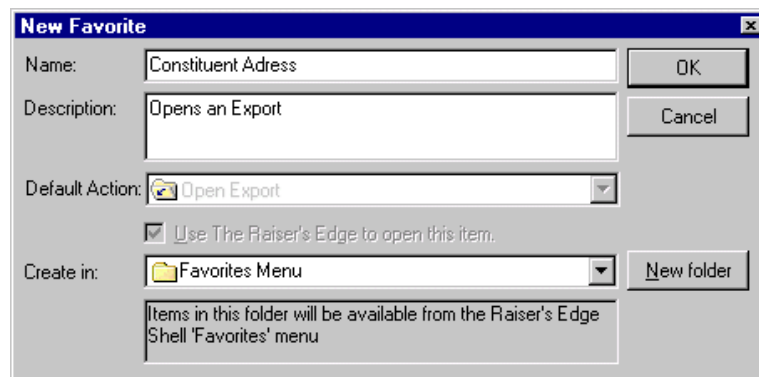 New Favorite
Name: Constituent Adress OK
Description: Opens an Export Cancel
Default Action: Open Export
Use The Raiser's Edge to open this item.
Create in: Favorites Menu New folder
Items in this folder will be available from the Raiser's Edge
Shell 'Favorites' menu